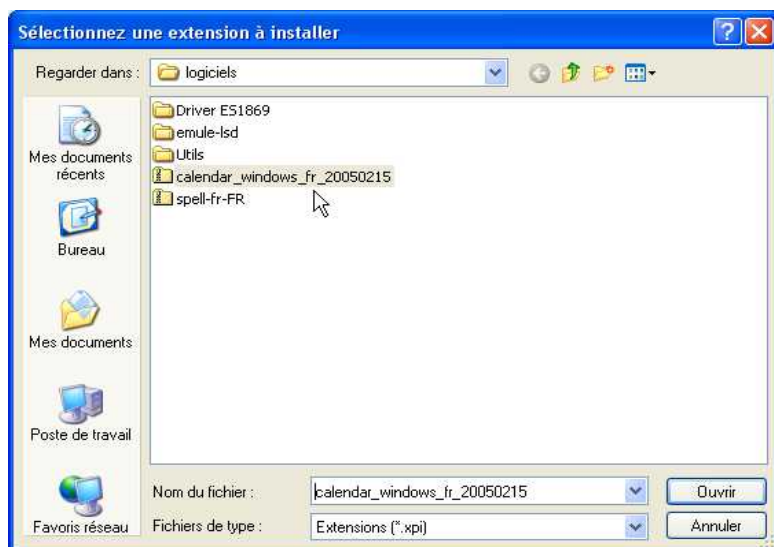 Sélectionnez une extension à installer
Regarder dans :
logiciels
Mes documents
récents
Bureau
Mes documents
Poste de travail
Favoris réseau
Driver ES1869
emule-lsd
Utils
calendar_windows_fr_20050215
spell-fr-FR
Nom du fichier :
calendar_windows_fr_20050215
Ouvrir
Fichiers de type :
Extensions (*.xpi)
Annuler